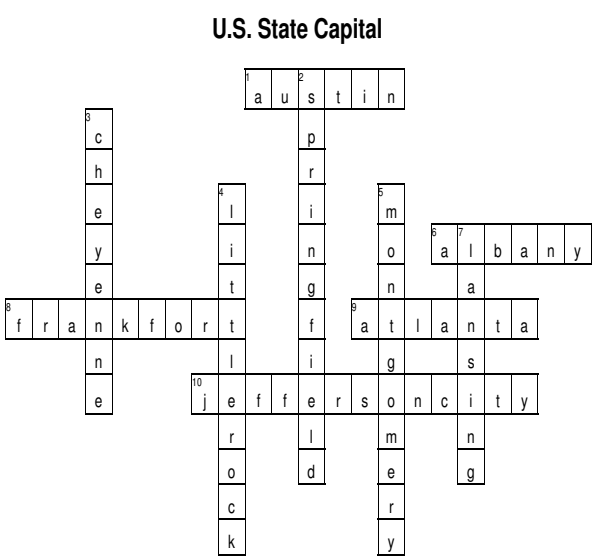 U.S. State Capital
1 austin
2 springfield
3 cheyenne
4 littlerock
5 montgomery
6 albany
7 lansing
8 frankfort
9 atlanta
10 jeffersoncity